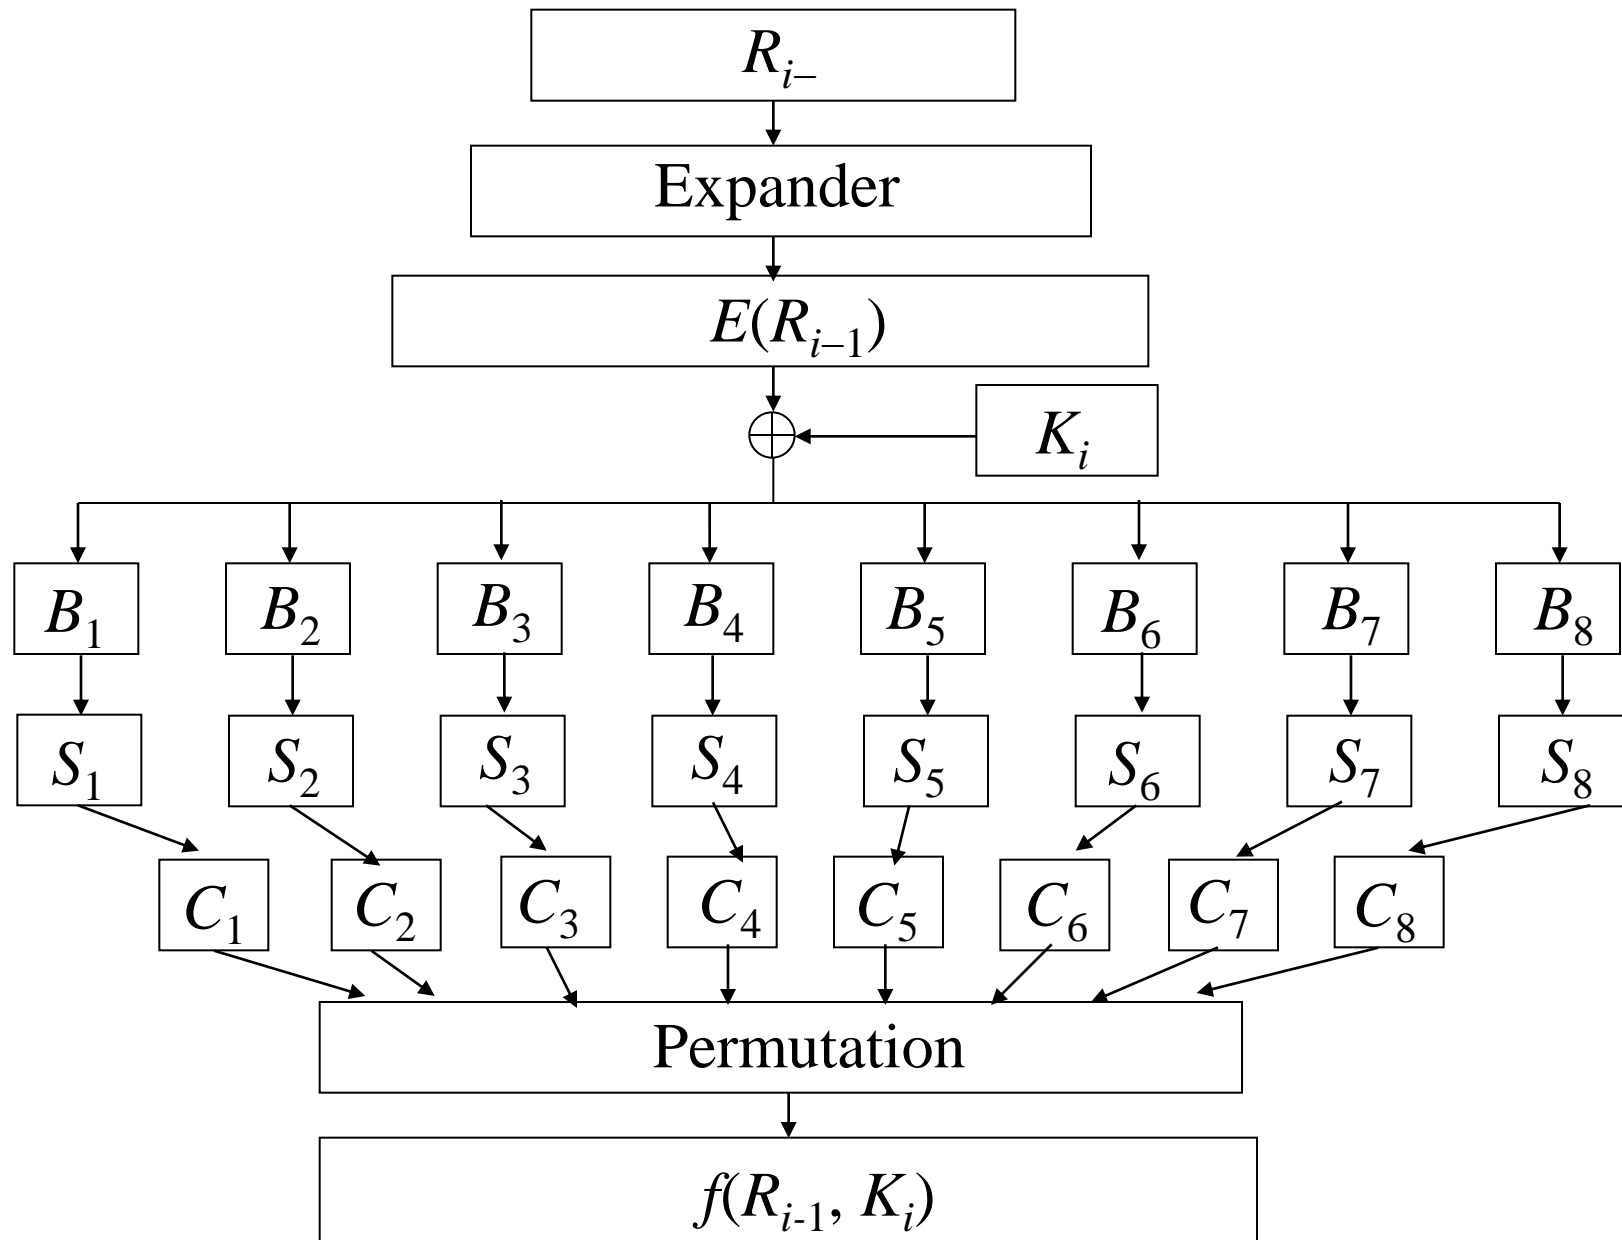 R_{i–}
Expander
E(R_{i–1})
K_i
B_1 B_2 B_3 B_4 B_5 B_6 B_7 B_8
S_1 S_2 S_3 S_4 S_5 S_6 S_7 S_8
C_1 C_2 C_3 C_4 C_5 C_6 C_7 C_8
Permutation
f(R_{i-1}, K_i)